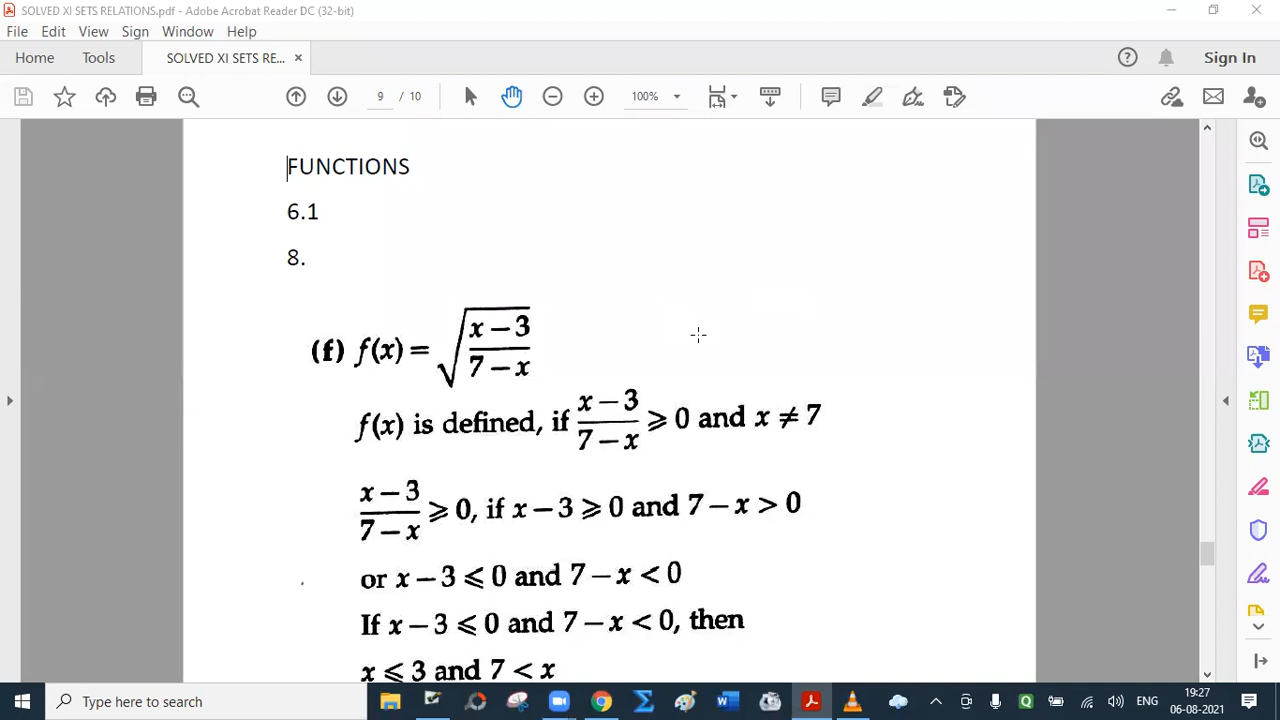 SOLVED XI SETS RELATIONS.pdf - Adobe Acrobat Reader DC (32-bit)
File Edit View Sign Window Help
Home Tools SOLVED XI SETS RE... × Sign In
9 / 10 100%
FUNCTIONS
6.1
8.
(f) f(x) = √((x – 3)/(7 – x))
f(x) is defined, if (x – 3)/(7 – x) ⩾ 0 and x ≠ 7
(x – 3)/(7 – x) ⩾ 0, if x – 3 ⩾ 0 and 7 – x > 0
or x – 3 ⩽ 0 and 7 – x < 0
If x – 3 ⩽ 0 and 7 – x < 0, then
x ⩽ 3 and 7 < x
Type here to search ENG 19:27
06-08-2021